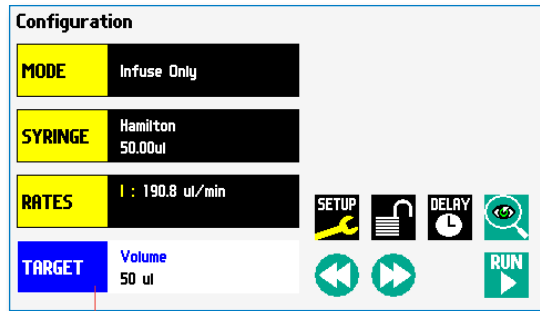 Configuration
MODE
Infuse Only
SYRINGE
Hamilton
50.00ul
RATES
I : 190.8 ul/min
TARGET
Volume
50 ul
SETUP
DELAY
RUN